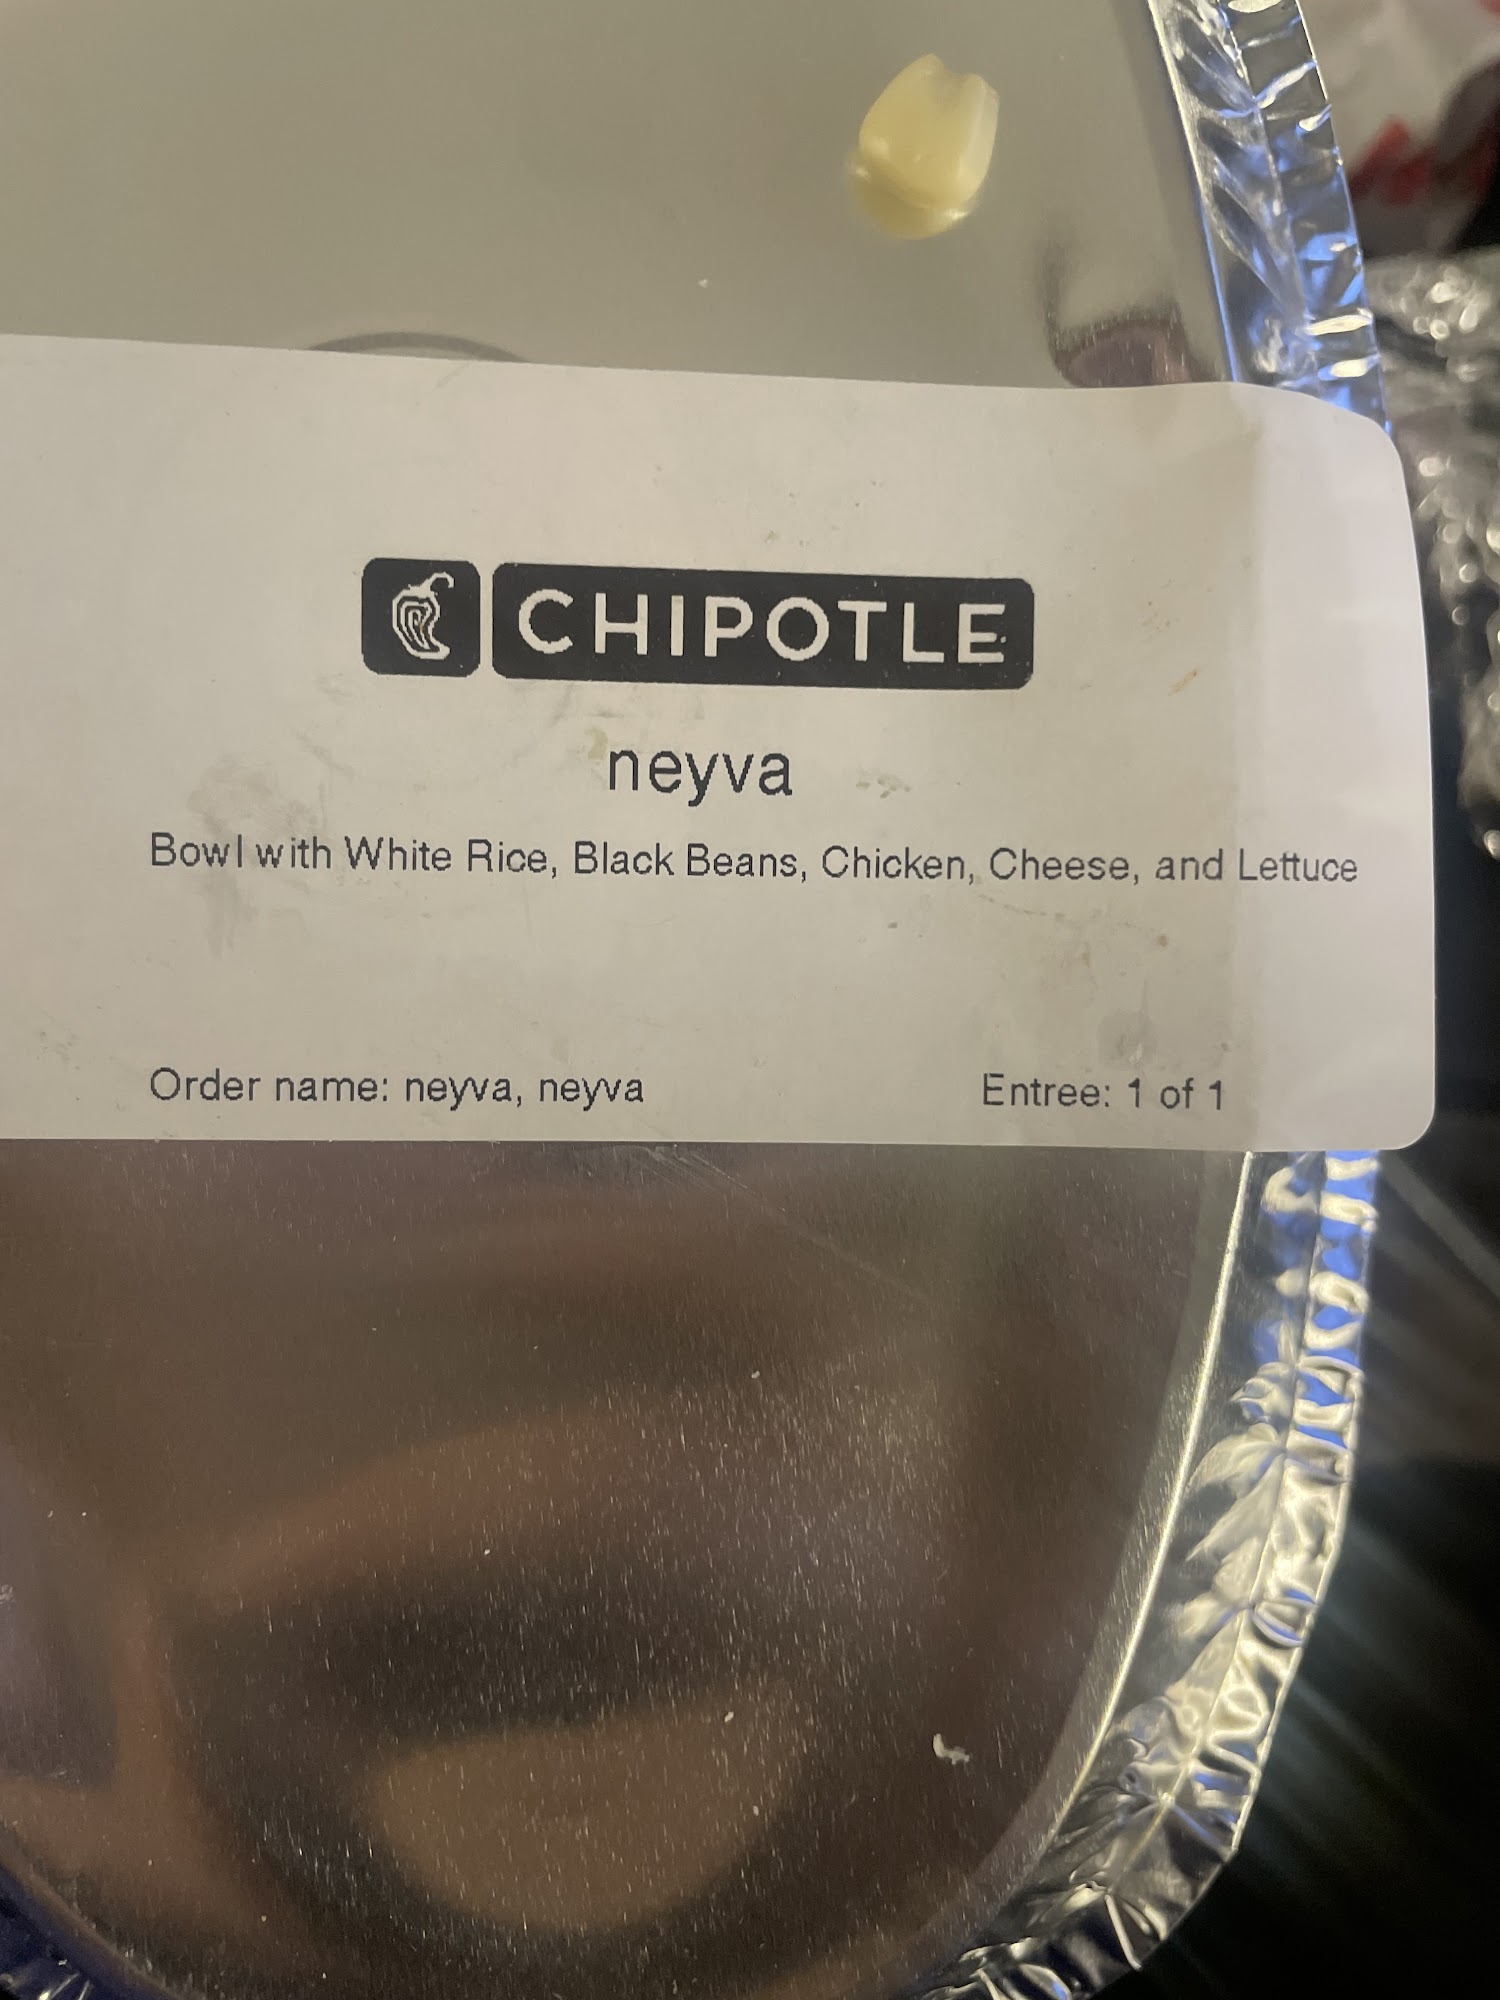 CHIPOTLE
neyva
Bowl with White Rice, Black Beans, Chicken, Cheese, and Lettuce
Order name: neyva, neyva
Entree: 1 of 1